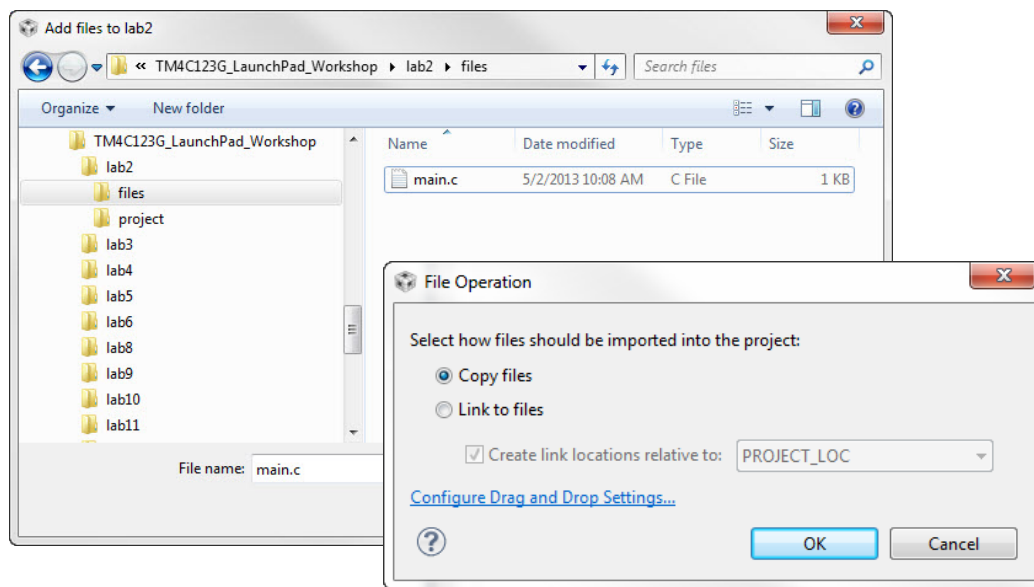 Add files to lab2
« TM4C123G_LaunchPad_Workshop ▸ lab2 ▸ files
Search files
Organize New folder
TM4C123G_LaunchPad_Workshop
lab2
files
project
lab3
lab4
lab5
lab6
lab8
lab9
lab10
lab11
Name Date modified Type Size
main.c 5/2/2013 10:08 AM C File 1 KB
File name: main.c
File Operation
Select how files should be imported into the project:
Copy files
Link to files
Create link locations relative to: PROJECT_LOC
Configure Drag and Drop Settings...
OK Cancel